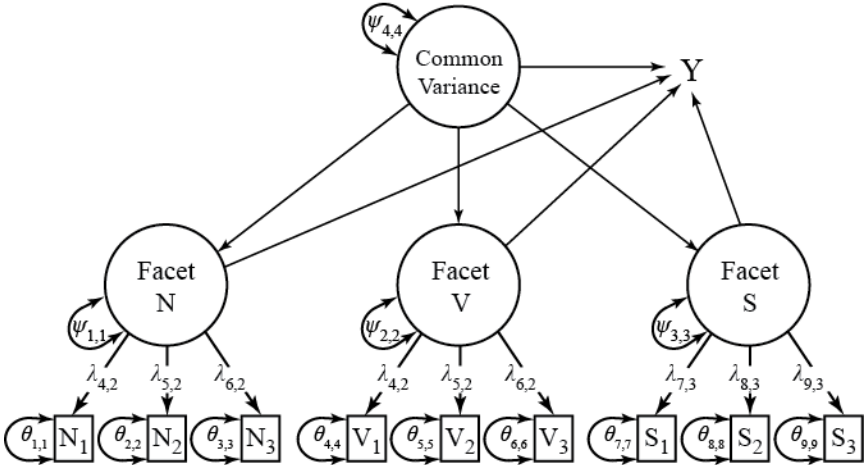 ψ4,4
Common
Variance
Y
Facet
N
Facet
V
Facet
S
ψ1,1
ψ2,2
ψ3,3
λ4,2 λ5,2 λ6,2 λ4,2 λ5,2 λ6,2 λ7,3 λ8,3 λ9,3
θ1,1 N1 θ2,2 N2 θ3,3 N3 θ4,4 V1 θ5,5 V2 θ6,6 V3 θ7,7 S1 θ8,8 S2 θ9,9 S3